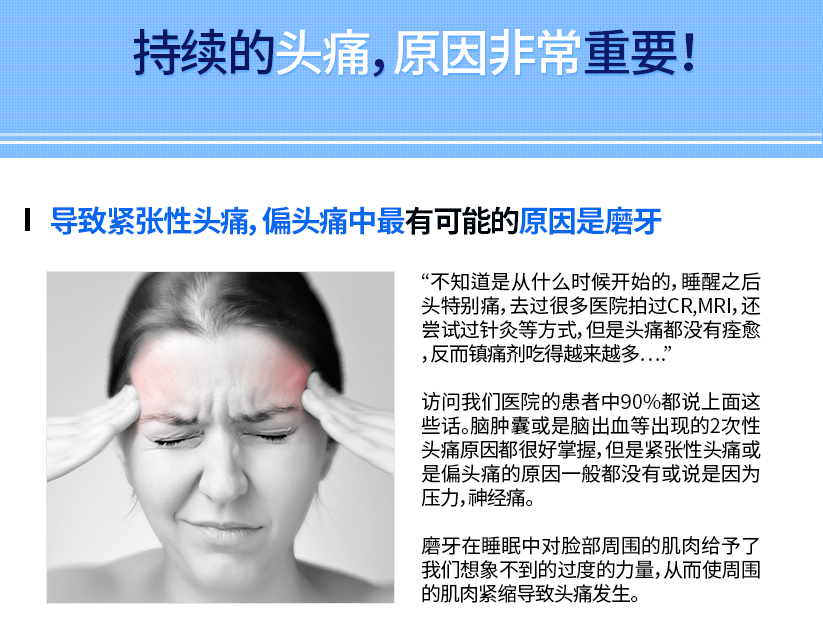 持续的头痛，原因非常重要！
导致紧张性头痛，偏头痛中最有可能的原因是磨牙
“不知道是从什么时候开始的，睡醒之后
头特别痛，去过很多医院拍过CR,MRI，还
尝试过针灸等方式，但是头痛都没有痊愈
，反而镇痛剂吃得越来越多….”
访问我们医院的患者中90%都说上面这
些话。脑肿囊或是脑出血等出现的2次性
头痛原因都很好掌握，但是紧张性头痛或
是偏头痛的原因一般都没有或说是因为
压力，神经痛。
磨牙在睡眠中对脸部周围的肌肉给予了
我们想象不到的过度的力量，从而使周围
的肌肉紧缩导致头痛发生。